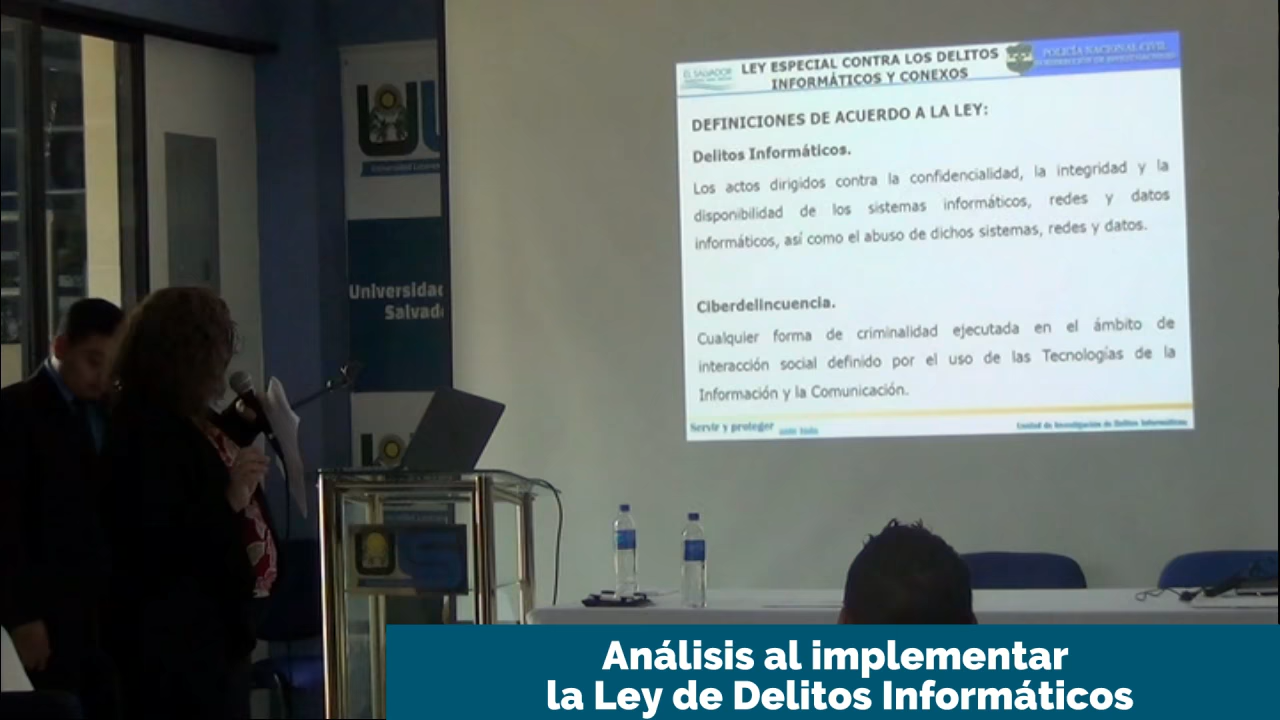 LEY ESPECIAL CONTRA LOS DELITOS
INFORMÁTICOS Y CONEXOS
EL SALVADOR
POLICÍA NACIONAL CIVIL
DEFINICIONES DE ACUERDO A LA LEY:
Delitos Informáticos.
Los actos dirigidos contra la confidencialidad, la integridad y la
disponibilidad de los sistemas informáticos, redes y datos
informáticos, así como el abuso de dichos sistemas, redes y datos.
Ciberdelincuencia.
Cualquier forma de criminalidad ejecutada en el ámbito de
interacción social definido por el uso de las Tecnologías de la
Información y la Comunicación.
Servir y proteger
Unidad de Investigación de Delitos Informáticos
Universidad
Salvad
Análisis al implementar
la Ley de Delitos Informáticos